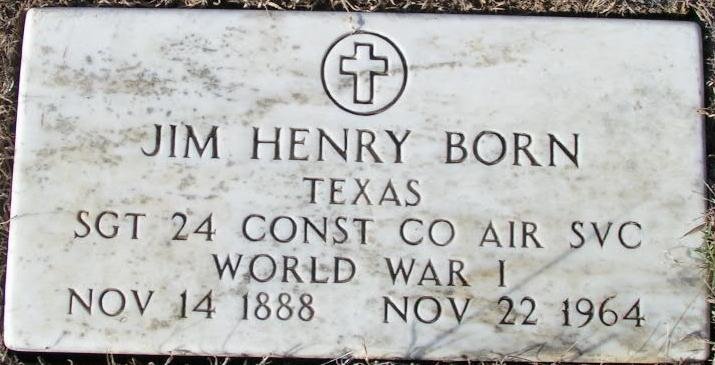 JIM HENRY BORN
TEXAS
SGT 24 CONST CO AIR SVC
WORLD WAR I
NOV 14 1888 NOV 22 1964